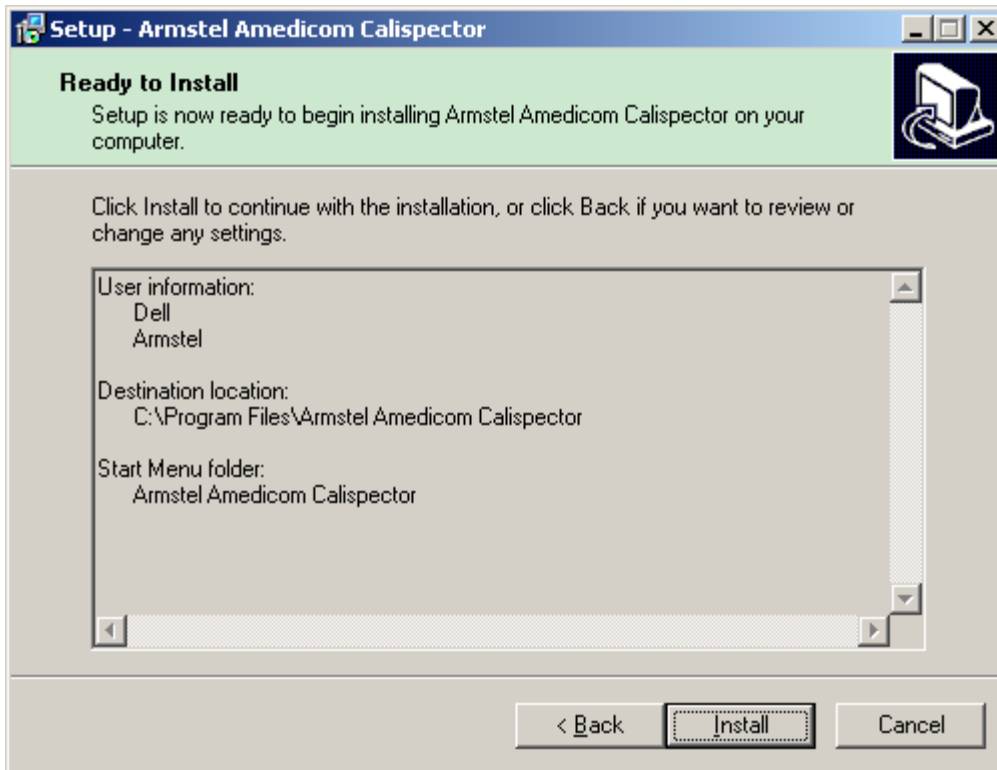 Setup - Armstel Amedicom Calispector
Ready to Install
Setup is now ready to begin installing Armstel Amedicom Calispector on your
computer.
Click Install to continue with the installation, or click Back if you want to review or
change any settings.
User information:
Dell
Armstel
Destination location:
C:\Program Files\Armstel Amedicom Calispector
Start Menu folder:
Armstel Amedicom Calispector
< Back
Install
Cancel